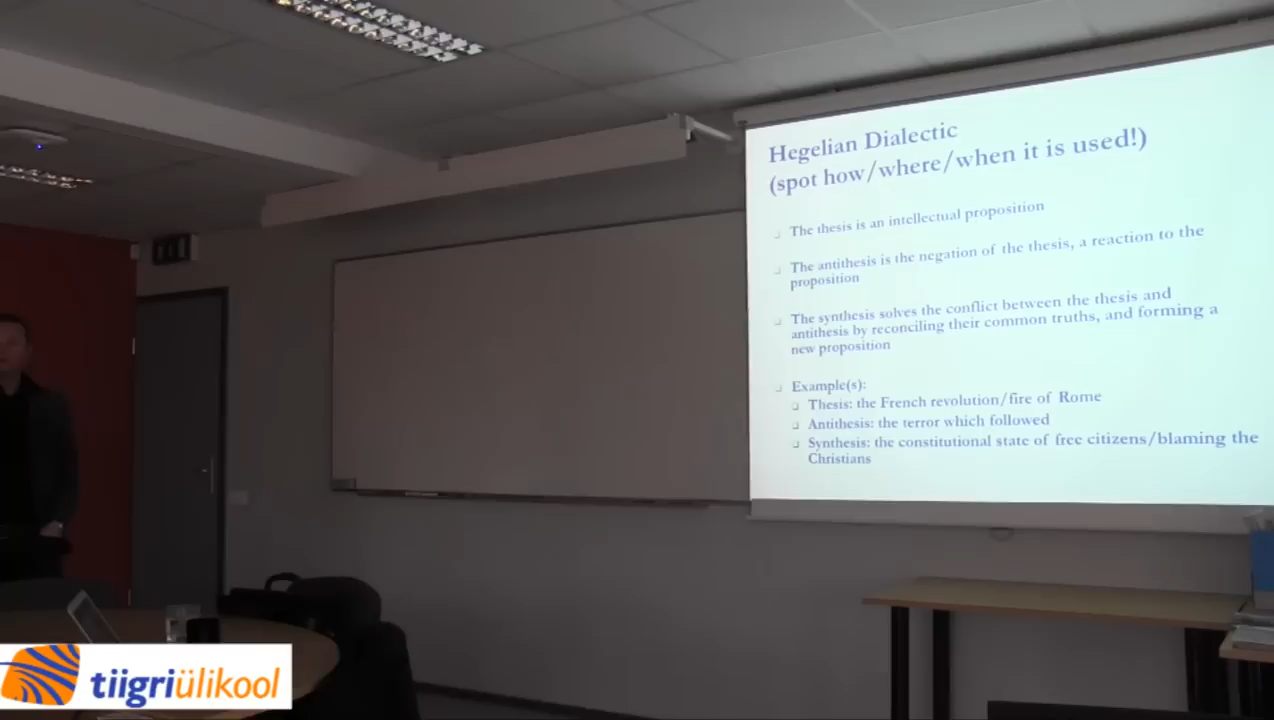 Hegelian Dialectic
(spot how/where/when it is used!)
The thesis is an intellectual proposition
The antithesis is the negation of the thesis, a reaction to the
proposition
The synthesis solves the conflict between the thesis and
antithesis by reconciling their common truths, and forming a
new proposition
Example(s):
Thesis: the French revolution/fire of Rome
Antithesis: the terror which followed
Synthesis: the constitutional state of free citizens/blaming the
Christians
tiigriülikool